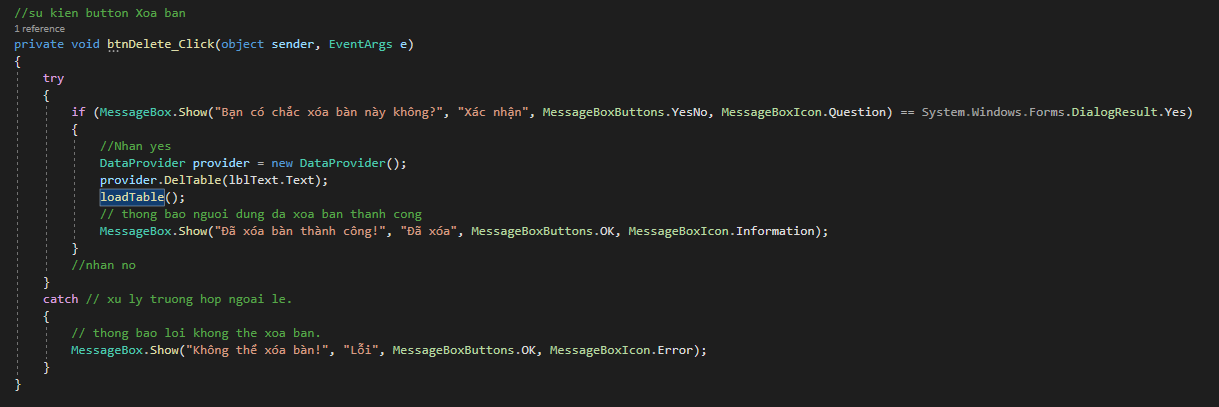 //su kien button Xoa ban
1 reference
private void btnDelete_Click(object sender, EventArgs e)
{
try
{
if (MessageBox.Show("Bạn có chắc xóa bàn này không?", "Xác nhận", MessageBoxButtons.YesNo, MessageBoxIcon.Question) == System.Windows.Forms.DialogResult.Yes)
{
//Nhan yes
DataProvider provider = new DataProvider();
provider.DelTable(lblText.Text);
loadTable();
// thong bao nguoi dung da xoa ban thanh cong
MessageBox.Show("Đã xóa bàn thành công!", "Đã xóa", MessageBoxButtons.OK, MessageBoxIcon.Information);
}
//nhan no
}
catch // xu ly truong hop ngoai le.
{
// thong bao loi khong the xoa ban.
MessageBox.Show("Không thể xóa bàn!", "Lỗi", MessageBoxButtons.OK, MessageBoxIcon.Error);
}
}